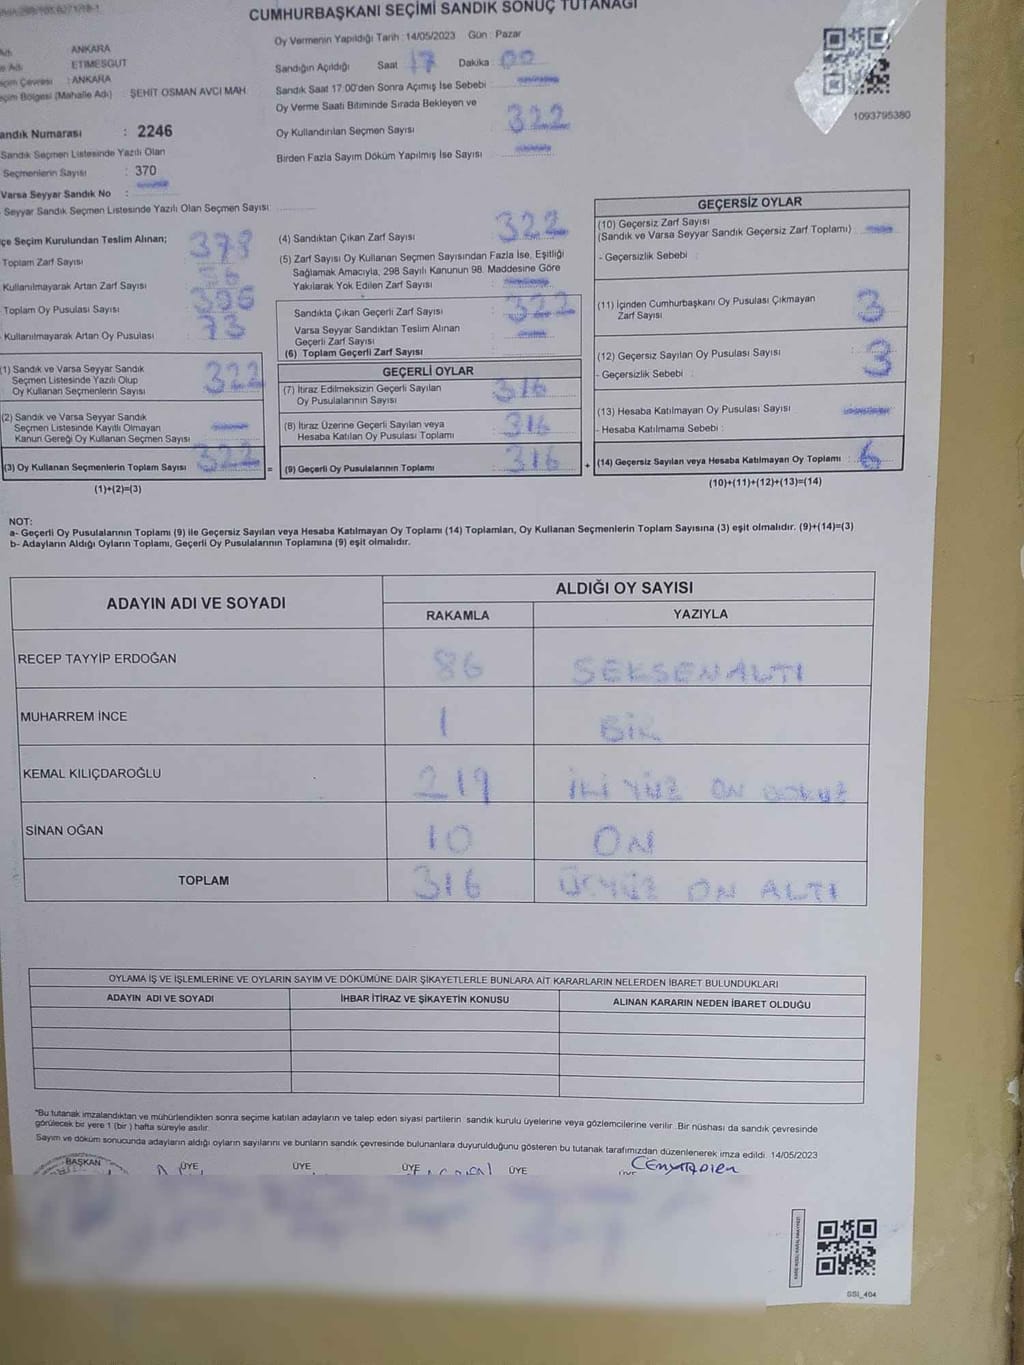 CUMHURBAŞKANI SEÇİMİ SANDIK SONUÇ TUTANAĞI
ANKARA
ETIMESGUT
: ANKARA
ŞEHİT OSMAN AVCI MAH.
Sandık Numarası : 2246
Sandık Seçmen Listesinde Yazılı Olan
Seçmenlerin Sayısı : 370
Varsa Seyyar Sandık No :
Seyyar Sandık Seçmen Listesinde Yazılı Olan Seçmen Sayısı:
Oy Vermenin Yapıldığı Tarih : 14/05/2023 Gün : Pazar
Sandığın Açıldığı Saat : 17 Dakika : 00
Sandık Saat 17:00'den Sonra Açımış İse Sebebi :
Oy Verme Saati Bitiminde Sırada Bekleyen ve
Oy Kullandırılan Seçmen Sayısı : 322
Birden Fazla Sayım Döküm Yapılmış İse Sayısı
1093795380
Seçim Kurulundan Teslim Alınan;
Toplam Zarf Sayısı 378
Kullanılmayarak Artan Zarf Sayısı 56
Toplam Oy Pusulası Sayısı
Kullanılmayarak Artan Oy Pusulası : 73
(1) Sandık ve Varsa Seyyar Sandık
Seçmen Listesinde Yazılı Olup
Oy Kullanan Seçmenlerin Sayısı 322
(2) Sandık ve Varsa Seyyar Sandık
Seçmen Listesinde Kayıtlı Olmayan
Kanun Gereği Oy Kullanan Seçmen Sayısı
(3) Oy Kullanan Seçmenlerin Toplam Sayısı : 322 =
(1)+(2)=(3)
(4) Sandıktan Çıkan Zarf Sayısı : 322
(5) Zarf Sayısı Oy Kullanan Seçmen Sayısından Fazla İse, Eşitliği
Sağlamak Amacıyla, 298 Sayılı Kanunun 98. Maddesine Göre
Yakılarak Yok Edilen Zarf Sayısı
Sandıkta Çıkan Geçerli Zarf Sayısı : 322
Varsa Seyyar Sandıktan Teslim Alınan
Geçerli Zarf Sayısı
(6) Toplam Geçerli Zarf Sayısı
GEÇERLİ OYLAR
(7) İtiraz Edilmeksizin Geçerli Sayılan
Oy Pusulalarının Sayısı : 316
(8) İtiraz Üzerine Geçerli Sayılan veya
Hesaba Katılan Oy Pusulası Toplamı : 316
(9) Geçerli Oy Pusulalarının Toplamı : 316 +
GEÇERSİZ OYLAR
(10) Geçersiz Zarf Sayısı
(Sandık ve Varsa Seyyar Sandık Geçersiz Zarf Toplamı) :
- Geçersizlik Sebebi :
(11) İçinden Cumhurbaşkanı Oy Pusulası Çıkmayan
Zarf Sayısı : 3
(12) Geçersiz Sayılan Oy Pusulası Sayısı : 3
- Geçersizlik Sebebi :
(13) Hesaba Katılmayan Oy Pusulası Sayısı :
- Hesaba Katılmama Sebebi :
(14) Geçersiz Sayılan veya Hesaba Katılmayan Oy Toplamı : 6
(10)+(11)+(12)+(13)=(14)
NOT:
a- Geçerli Oy Pusulalarının Toplamı (9) ile Geçersiz Sayılan veya Hesaba Katılmayan Oy Toplamı (14) Toplamları, Oy Kullanan Seçmenlerin Toplam Sayısına (3) eşit olmalıdır. (9)+(14)=(3)
b- Adayların Aldığı Oyların Toplamı, Geçerli Oy Pusulalarının Toplamına (9) eşit olmalıdır.
ADAYIN ADI VE SOYADI
ALDIĞI OY SAYISI
RAKAMLA YAZIYLA
RECEP TAYYİP ERDOĞAN 86 SEKSENALTI
MUHARREM İNCE 1 BİR
KEMAL KILIÇDAROĞLU 219 İKİ YÜZ ON DOKUZ
SİNAN OĞAN 10 ON
TOPLAM 316 ÜÇYÜZ ON ALTI
OYLAMA İŞ VE İŞLEMLERİNE VE OYLARIN SAYIM VE DÖKÜMÜNE DAİR ŞİKAYETLERLE BUNLARA AİT KARARLARIN NELERDEN İBARET BULUNDUKLARI
ADAYIN ADI VE SOYADI İHBAR İTİRAZ VE ŞİKAYETİN KONUSU ALINAN KARARIN NEDEN İBARET OLDUĞU
*Bu tutanak imzalandıktan ve mühürlendikten sonra seçime katılan adayların ve talep eden siyasi partilerin sandık kurulu üyelerine veya gözlemcilerine verilir. Bir nüshası da sandık çevresinde
görülecek bir yere 1 (bir) hafta süreyle asılır.
Sayım ve döküm sonucunda adayların aldığı oyların sayılarını ve bunların sandık çevresinde bulunanlara duyurulduğunu gösteren bu tutanak tarafımızdan düzenlenerek imza edildi. 14/05/2023
BAŞKAN ÜYE ÜYE ÜYE ÜYE
SSI_404